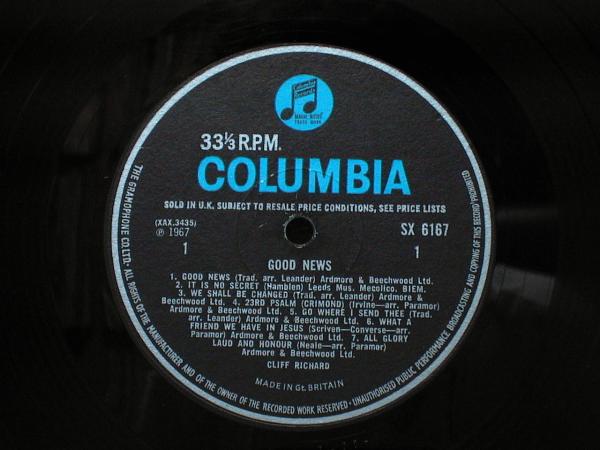 Columbia
Records
MAGIC NOTES
TRADE MARK
33⅓ R.P.M.
COLUMBIA
SOLD IN U.K. SUBJECT TO RESALE PRICE CONDITIONS, SEE PRICE LISTS
(XAX.3435)
SX 6167
℗ 1967
1
1
GOOD NEWS
1. GOOD NEWS (Trad. arr. Leander) Ardmore & Beechwood Ltd.
2. IT IS NO SECRET (Hamblen) Leeds Mus. Mecolico. BIEM.
3. WE SHALL BE CHANGED (Trad. arr. Leander) Ardmore &
Beechwood Ltd. 4. 23RD PSALM (CRIMOND) (Irvine—arr. Paramor)
Ardmore & Beechwood Ltd. 5. GO WHERE I SEND THEE (Trad.
arr. Leander) Ardmore & Beechwood Ltd. 6. WHAT A
FRIEND WE HAVE IN JESUS (Scriven—Converse—arr.
Paramor) Ardmore & Beechwood Ltd. 7. ALL GLORY
LAUD AND HONOUR (Neale—arr. Paramor)
Ardmore & Beechwood Ltd.
CLIFF RICHARD
MADE IN Gt. BRITAIN
THE GRAMOPHONE CO. LTD. · ALL RIGHTS OF THE MANUFACTURER AND OF THE OWNER OF THE RECORDED WORK RESERVED · UNAUTHORISED PUBLIC PERFORMANCE BROADCASTING AND COPYING OF THIS RECORD PROHIBITED